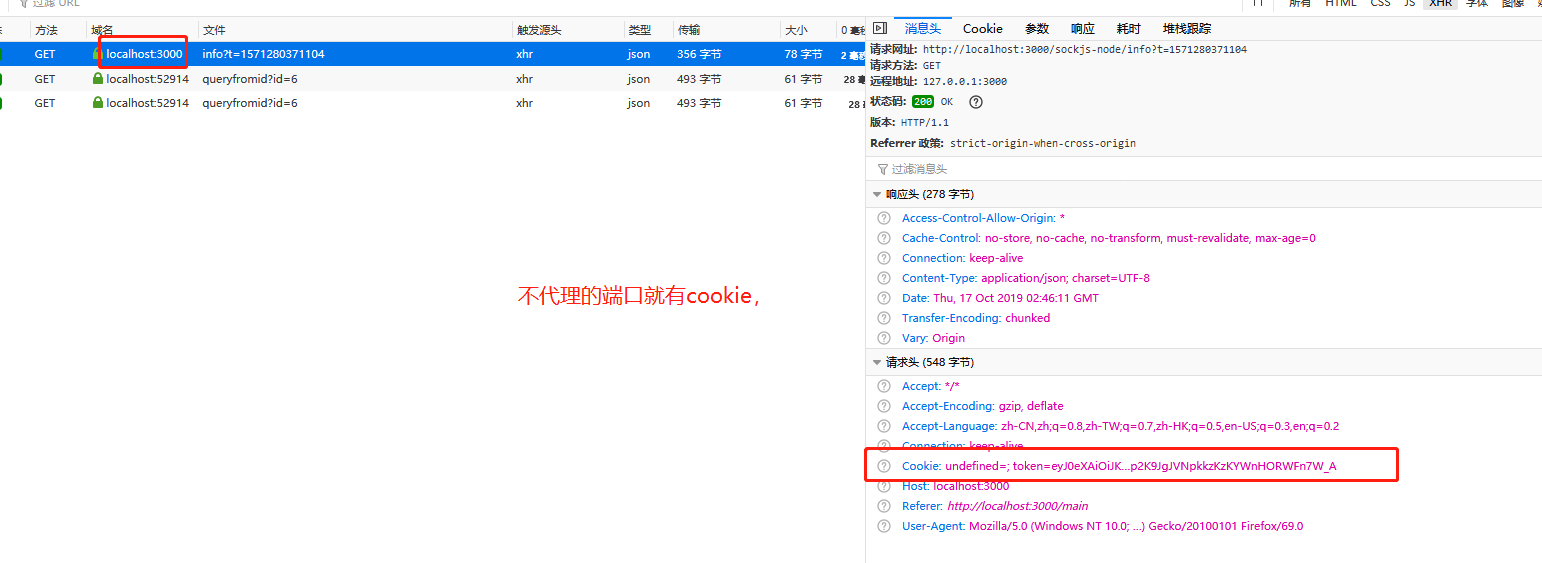 过滤 URL
所有 HTML CSS JS XHR 字体 图像
方法 域名 文件 触发源头 类型 传输 大小 0 毫秒
GET localhost:3000 info?t=1571280371104 xhr json 356 字节 78 字节 2 毫秒
GET localhost:52914 queryfromid?id=6 xhr json 493 字节 61 字节 28
GET localhost:52914 queryfromid?id=6 xhr json 493 字节 61 字节 28
不代理的端口就有cookie，
消息头 Cookie 参数 响应 耗时 堆栈跟踪
请求网址: http://localhost:3000/sockjs-node/info?t=1571280371104
请求方法: GET
远程地址: 127.0.0.1:3000
状态码: 200 OK
版本: HTTP/1.1
Referrer 政策: strict-origin-when-cross-origin
过滤消息头
响应头 (278 字节)
Access-Control-Allow-Origin: *
Cache-Control: no-store, no-cache, no-transform, must-revalidate, max-age=0
Connection: keep-alive
Content-Type: application/json; charset=UTF-8
Date: Thu, 17 Oct 2019 02:46:11 GMT
Transfer-Encoding: chunked
Vary: Origin
请求头 (548 字节)
Accept: */*
Accept-Encoding: gzip, deflate
Accept-Language: zh-CN,zh;q=0.8,zh-TW;q=0.7,zh-HK;q=0.5,en-US;q=0.3,en;q=0.2
Connection: keep-alive
Cookie: undefined=; token=eyJ0eXAiOiJK…p2K9JgJVNpkkzKzKYWnHORWFn7W_A
Host: localhost:3000
Referer: http://localhost:3000/main
User-Agent: Mozilla/5.0 (Windows NT 10.0; …) Gecko/20100101 Firefox/69.0